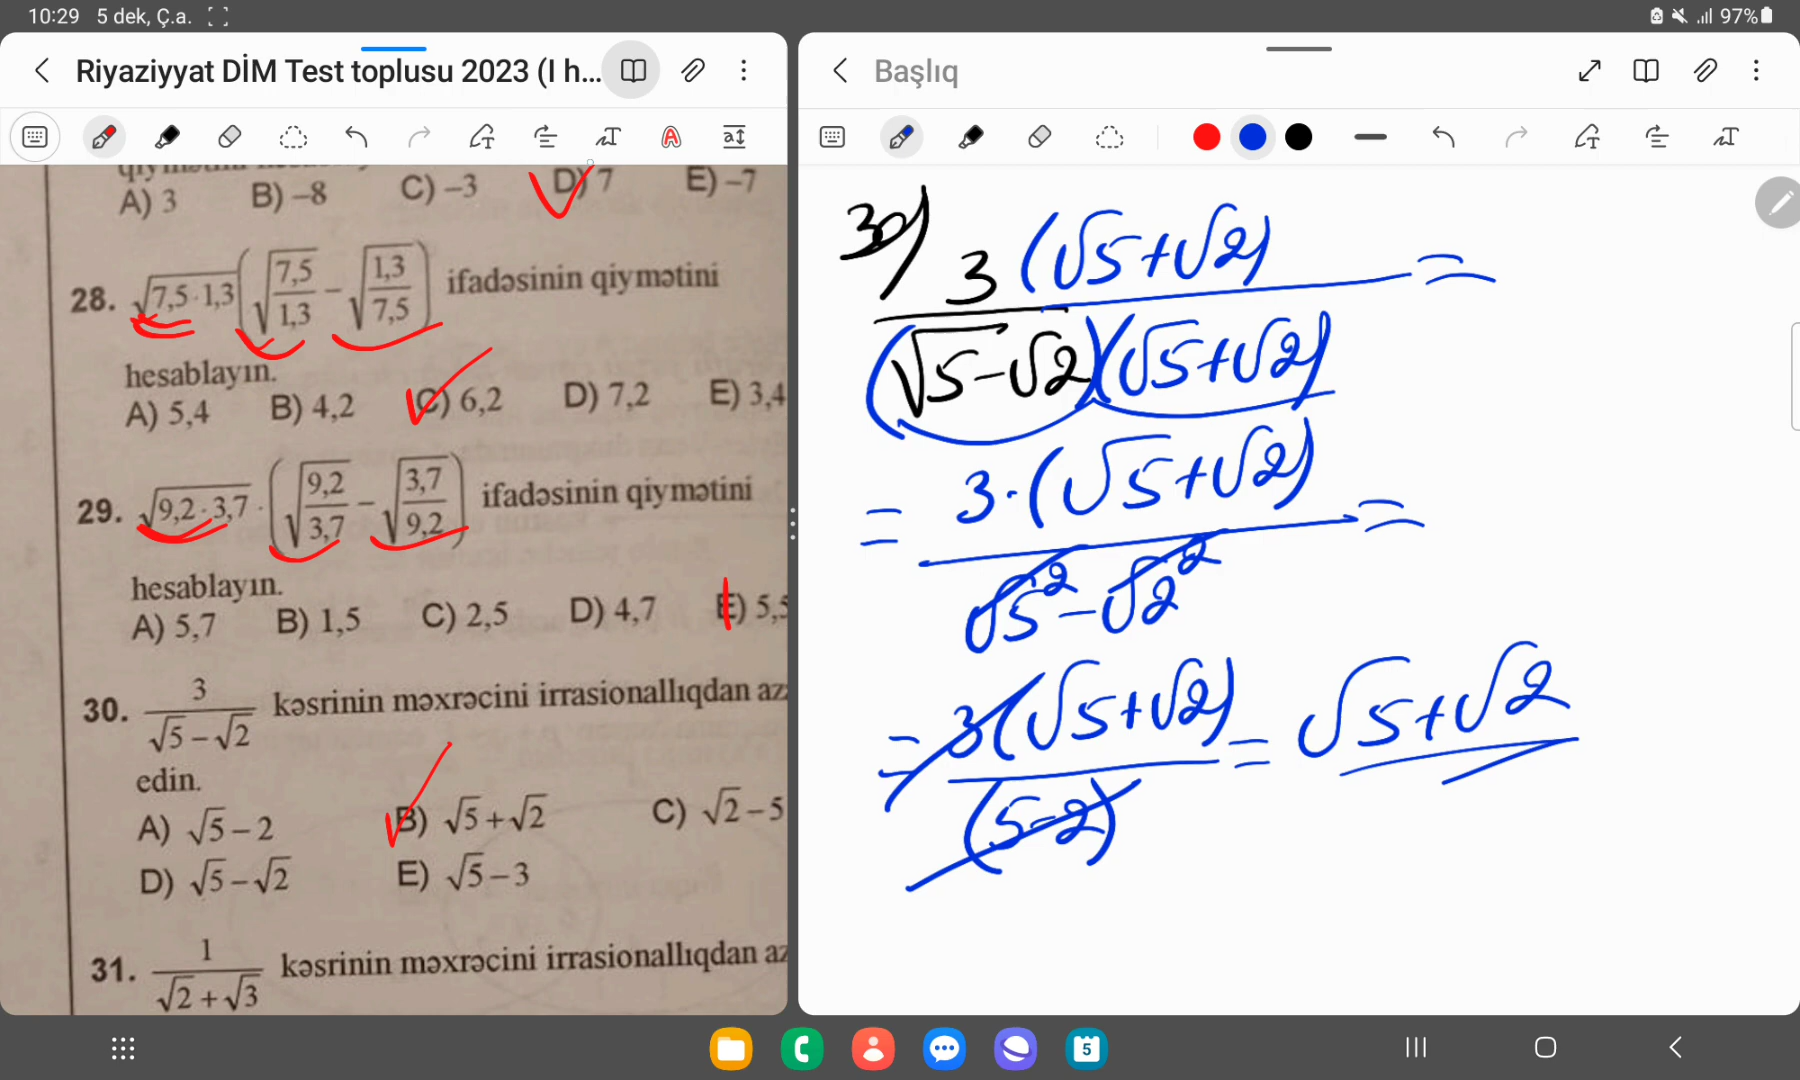 10:29 5 dek, Ç.a. 97%
Riyaziyyat DİM Test toplusu 2023 (I h...
A) 3 B) –8 C) –3 D) 7 E) –7
28. √7,5 · 1,3 (√7,5/1,3 – √1,3/7,5) ifadəsinin qiymətini
hesablayın.
A) 5,4 B) 4,2 C) 6,2 D) 7,2 E) 3,4
29. √9,2 · 3,7 · (√9,2/3,7 – √3,7/9,2) ifadəsinin qiymətini
hesablayın.
A) 5,7 B) 1,5 C) 2,5 D) 4,7 E) 5,5
30. 3/(√5 – √2) kəsrinin məxrəcini irrasionallıqdan az
edin.
A) √5 – 2 B) √5 + √2 C) √2 – 5
D) √5 – √2 E) √5 – 3
31. 1/(√2 + √3) kəsrinin məxrəcini irrasionallıqdan az
Başlıq
30) 3 (√5+√2) =
(√5–√2)(√5+√2)
= 3·(√5+√2) =
√5² – √2²
= 3(√5+√2) = √5+√2
(5–2)
5